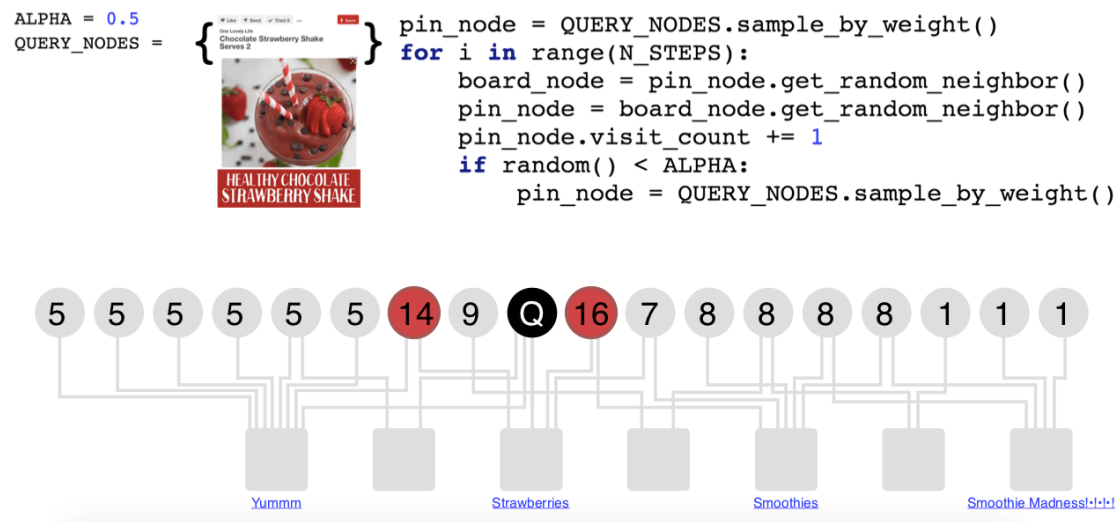 ALPHA = 0.5
QUERY_NODES =
{
Like Send Tried it ...
Save
One Lovely Life
Chocolate Strawberry Shake
Serves 2
HEALTHY CHOCOLATE
STRAWBERRY SHAKE
}
pin_node = QUERY_NODES.sample_by_weight()
for i in range(N_STEPS):
board_node = pin_node.get_random_neighbor()
pin_node = board_node.get_random_neighbor()
pin_node.visit_count += 1
if random() < ALPHA:
pin_node = QUERY_NODES.sample_by_weight()
5 5 5 5 5 5 14 9 Q 16 7 8 8 8 8 1 1 1
Yummm Strawberries Smoothies Smoothie Madness!·!·!·!